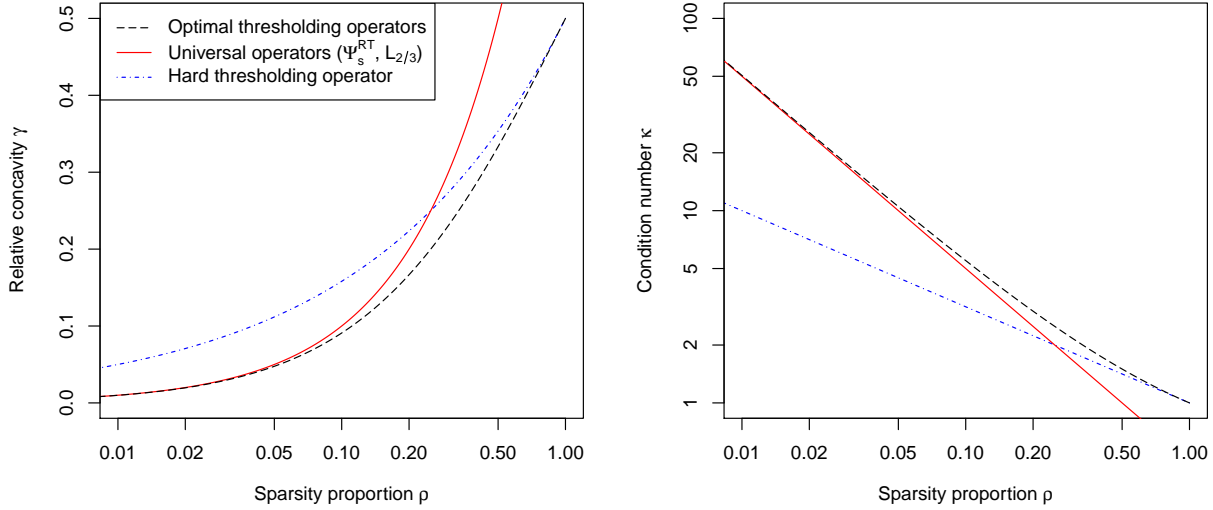 Optimal thresholding operators
Universal operators (Ψ_s^RT, L_2/3)
Hard thresholding operator
Relative concavity γ
0.5
0.4
0.3
0.2
0.1
0.0
0.01 0.02 0.05 0.10 0.20 0.50 1.00
Sparsity proportion ρ
Condition number κ
100
50
20
10
5
2
1
0.01 0.02 0.05 0.10 0.20 0.50 1.00
Sparsity proportion ρ